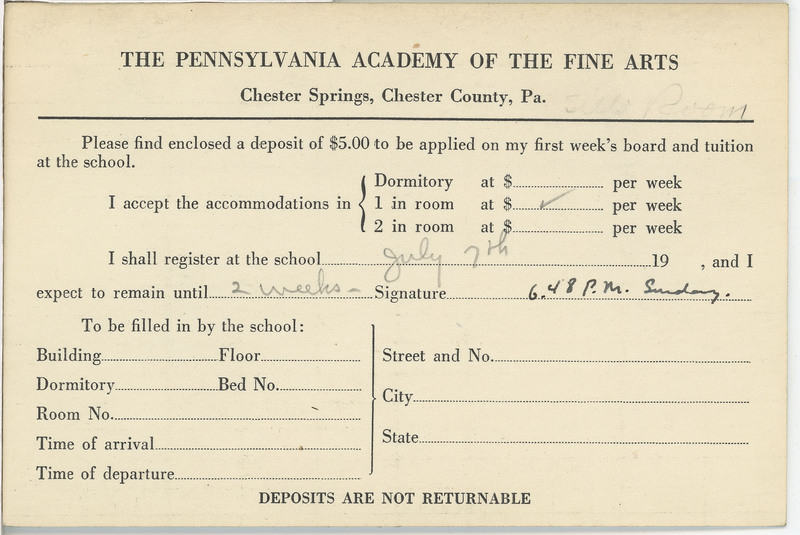 THE PENNSYLVANIA ACADEMY OF THE FINE ARTS
Chester Springs, Chester County, Pa.
Room
Please find enclosed a deposit of $5.00 to be applied on my first week's board and tuition
at the school.
Dormitory at $ per week
I accept the accommodations in 1 in room at $ ✓ per week
2 in room at $ per week
I shall register at the school July 7th 19 , and I
expect to remain until 2 weeks- Signature 6.48 P.M. Sunday.
To be filled in by the school:
Building Floor Street and No.
Dormitory Bed No.
City
Room No.
Time of arrival State
Time of departure
DEPOSITS ARE NOT RETURNABLE